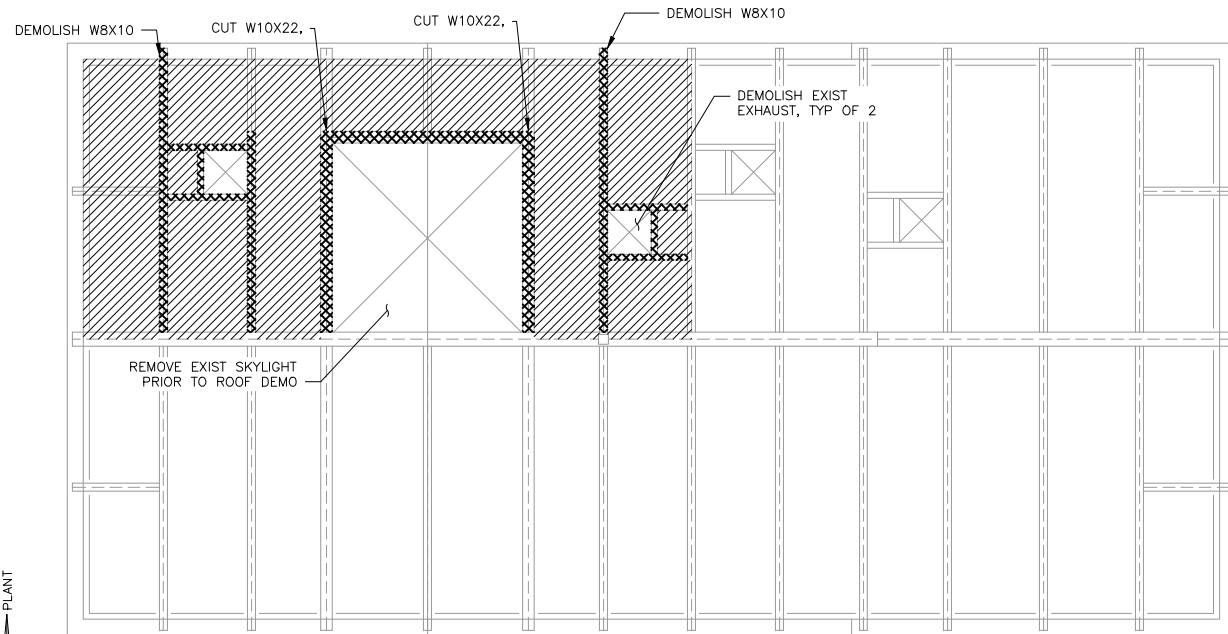 DEMOLISH W8X10
CUT W10X22,
CUT W10X22,
DEMOLISH W8X10
DEMOLISH EXIST
EXHAUST, TYP OF 2
REMOVE EXIST SKYLIGHT
PRIOR TO ROOF DEMO
PLANT